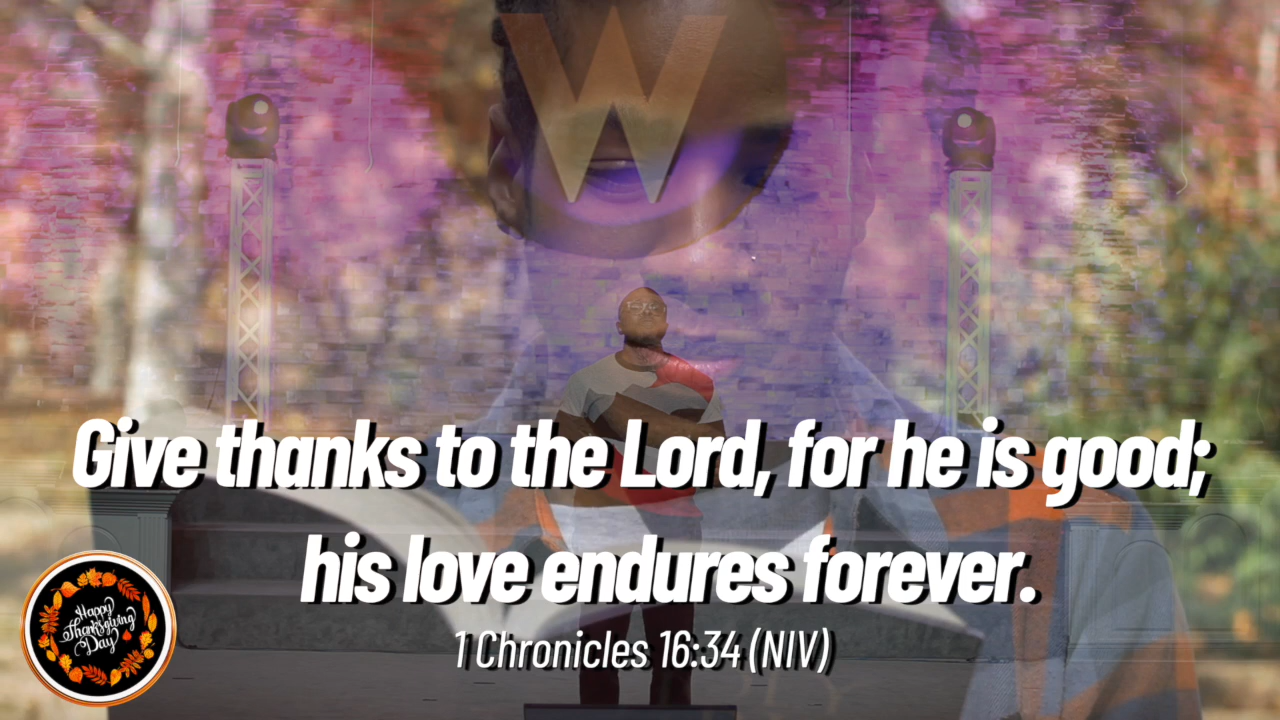 W
Give thanks to the Lord, for he is good;
his love endures forever.
1 Chronicles 16:34 (NIV)
Happy
Thanksgiving
Day